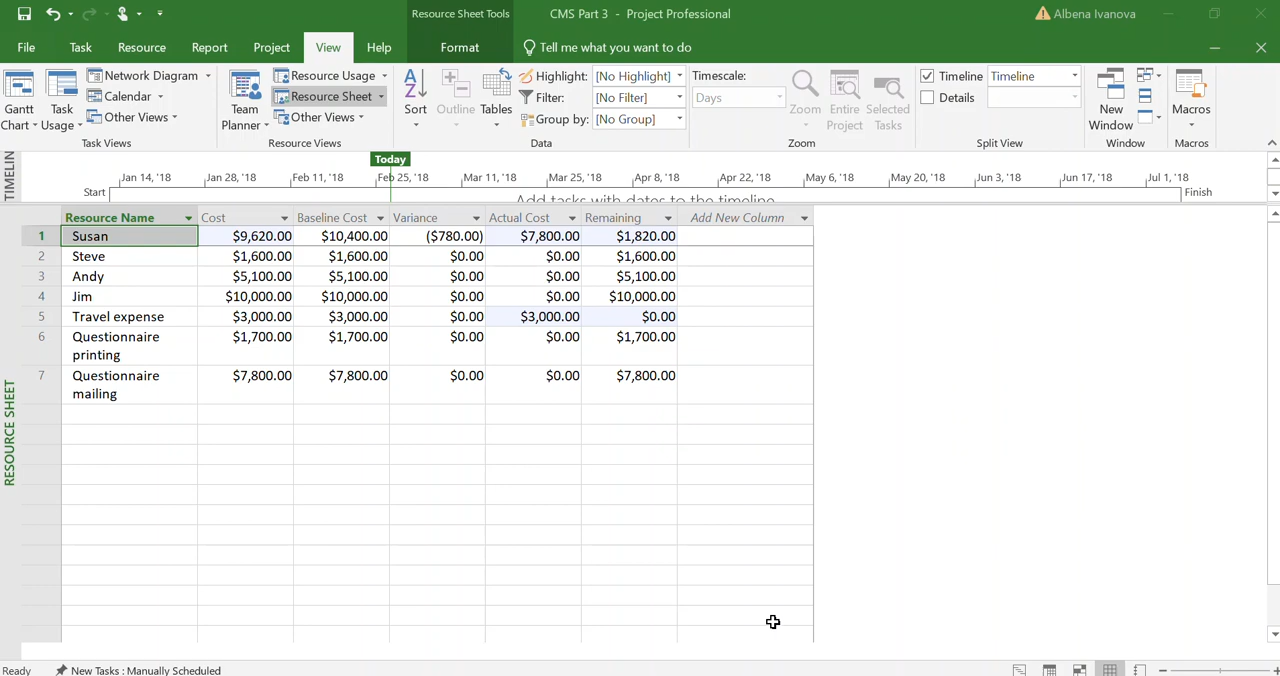 Resource Sheet Tools
CMS Part 3 - Project Professional
Albena Ivanova
File Task Resource Report Project View Help Format Tell me what you want to do
Gantt Chart
Task Usage
Network Diagram
Calendar
Other Views
Task Views
Team Planner
Resource Usage
Resource Sheet
Other Views
Resource Views
Sort
Outline
Tables
Highlight: [No Highlight]
Filter: [No Filter]
Group by: [No Group]
Data
Timescale:
Days
Zoom
Entire Project
Selected Tasks
Zoom
Timeline Timeline
Details
Split View
New Window
Window
Macros
Macros
TIMELIN
Today
Jan 14, '18 Jan 28, '18 Feb 11, '18 Feb 25, '18 Mar 11, '18 Mar 25, '18 Apr 8, '18 Apr 22, '18 May 6, '18 May 20, '18 Jun 3, '18 Jun 17, '18 Jul 1, '18
Start
Finish
Add tasks with dates to the timeline
Resource Name Cost Baseline Cost Variance Actual Cost Remaining Add New Column
1 Susan $9,620.00 $10,400.00 ($780.00) $7,800.00 $1,820.00
2 Steve $1,600.00 $1,600.00 $0.00 $0.00 $1,600.00
3 Andy $5,100.00 $5,100.00 $0.00 $0.00 $5,100.00
4 Jim $10,000.00 $10,000.00 $0.00 $0.00 $10,000.00
5 Travel expense $3,000.00 $3,000.00 $0.00 $3,000.00 $0.00
6 Questionnaire $1,700.00 $1,700.00 $0.00 $0.00 $1,700.00
printing
7 Questionnaire $7,800.00 $7,800.00 $0.00 $0.00 $7,800.00
mailing
RESOURCE SHEET
Ready New Tasks : Manually Scheduled